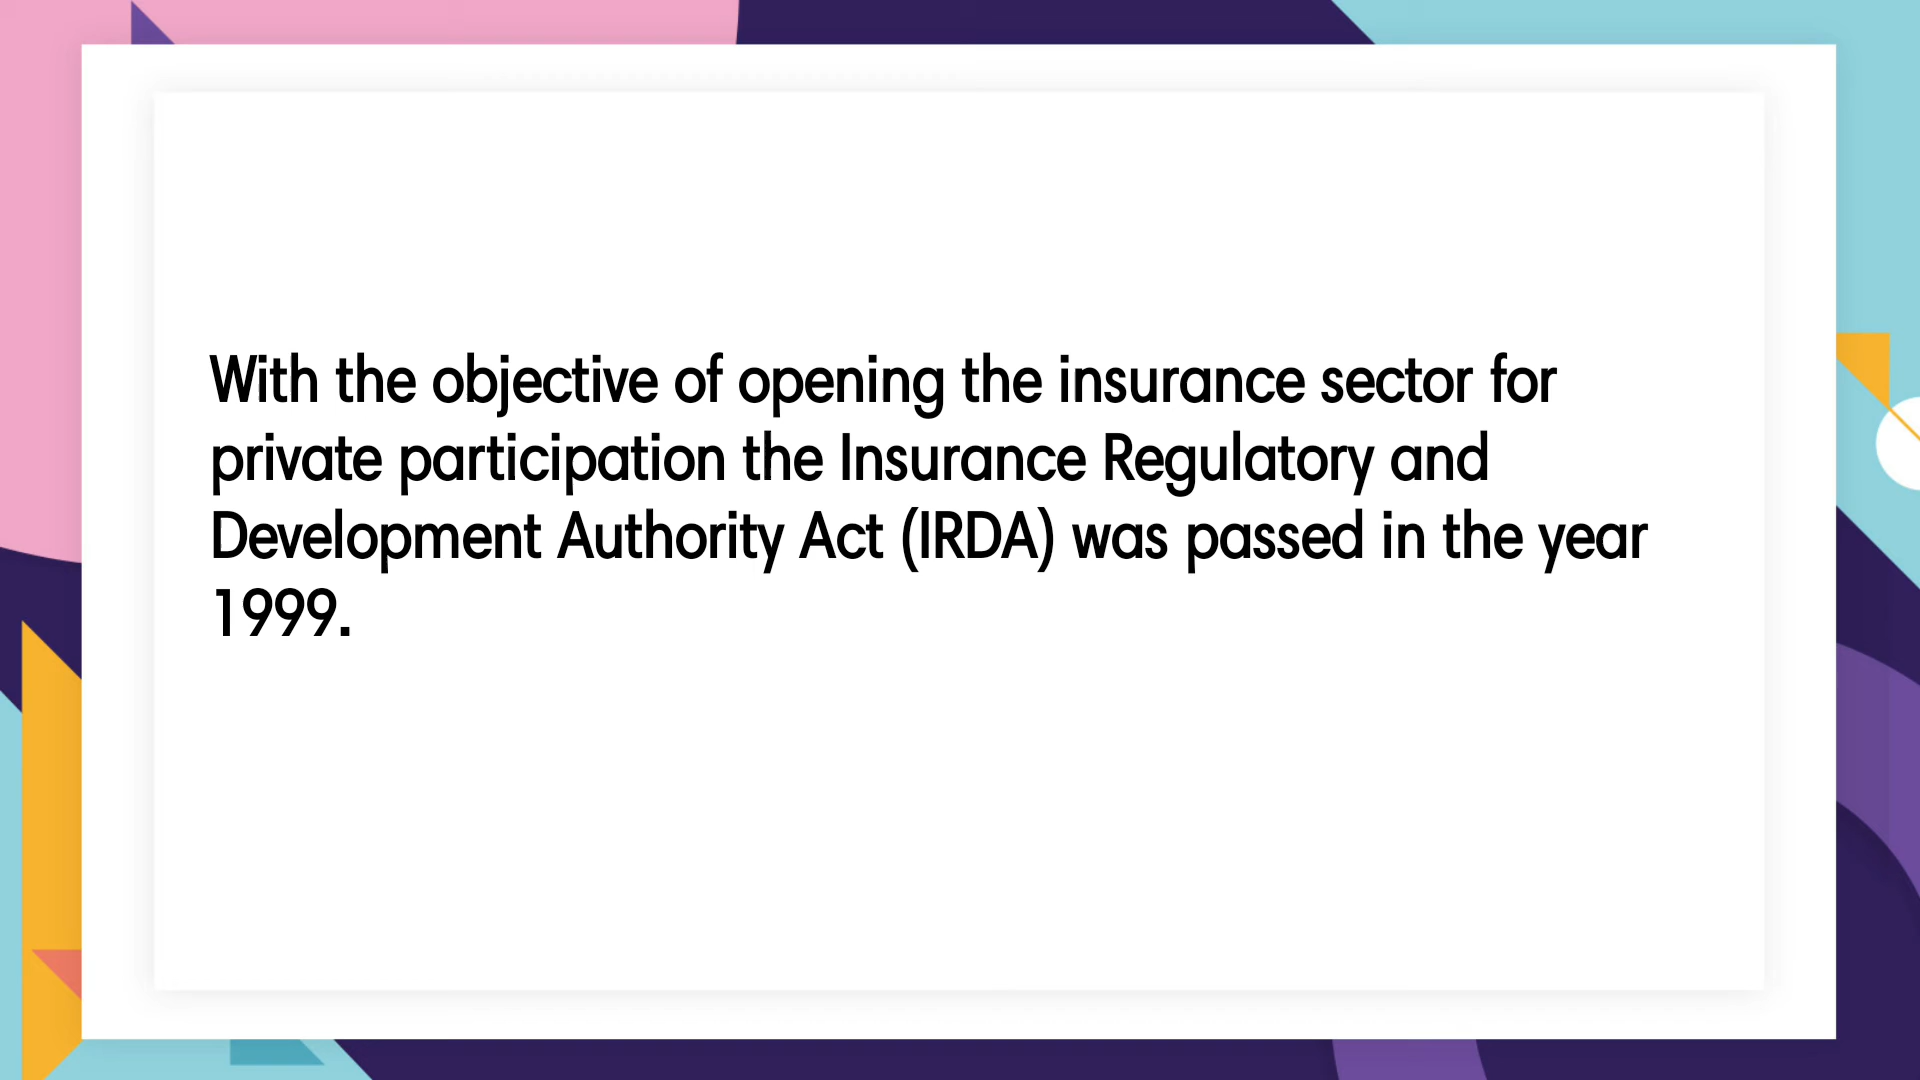 With the objective of opening the insurance sector for
private participation the Insurance Regulatory and
Development Authority Act (IRDA) was passed in the year
1999.